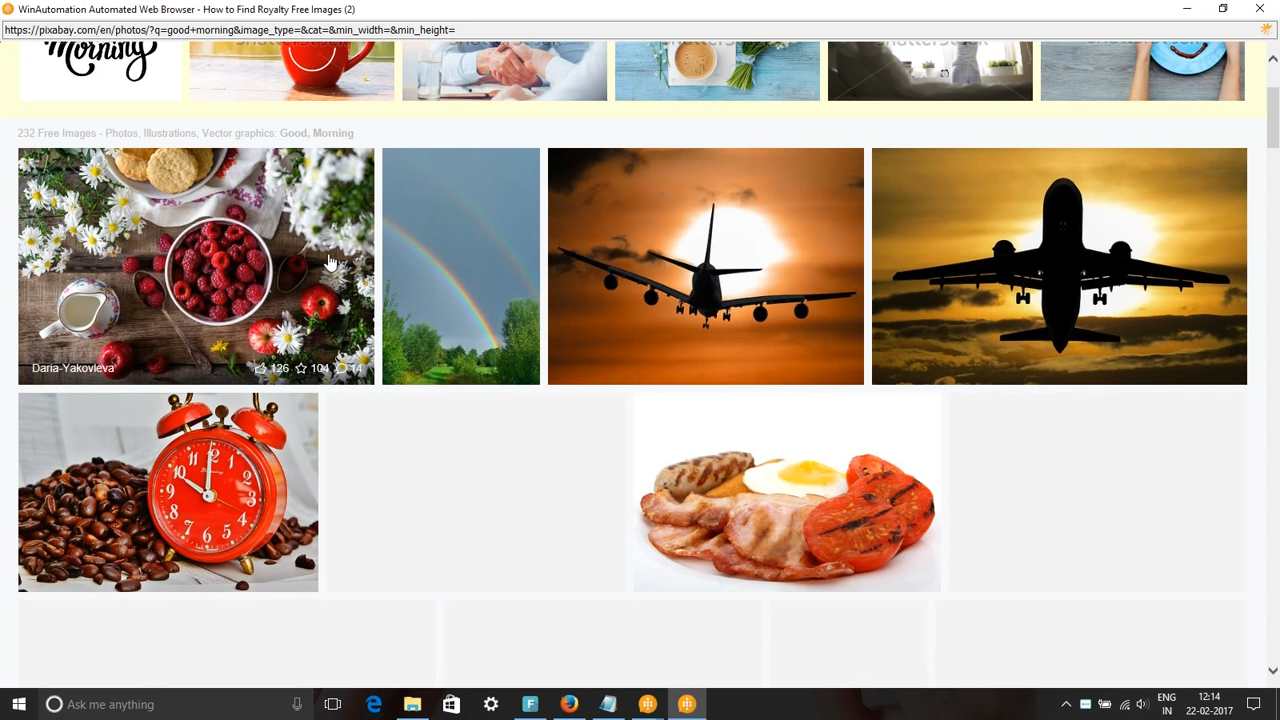 WinAutomation Automated Web Browser - How to Find Royalty Free Images (2)
https://pixabay.com/en/photos/?q=good+morning&image_type=&cat=&min_width=&min_height=
Morning
232 Free Images - Photos, Illustrations, Vector graphics: Good, Morning
Daria-Yakovleva
126 104 14
Ask me anything
ENG
IN
12:14
22-02-2017